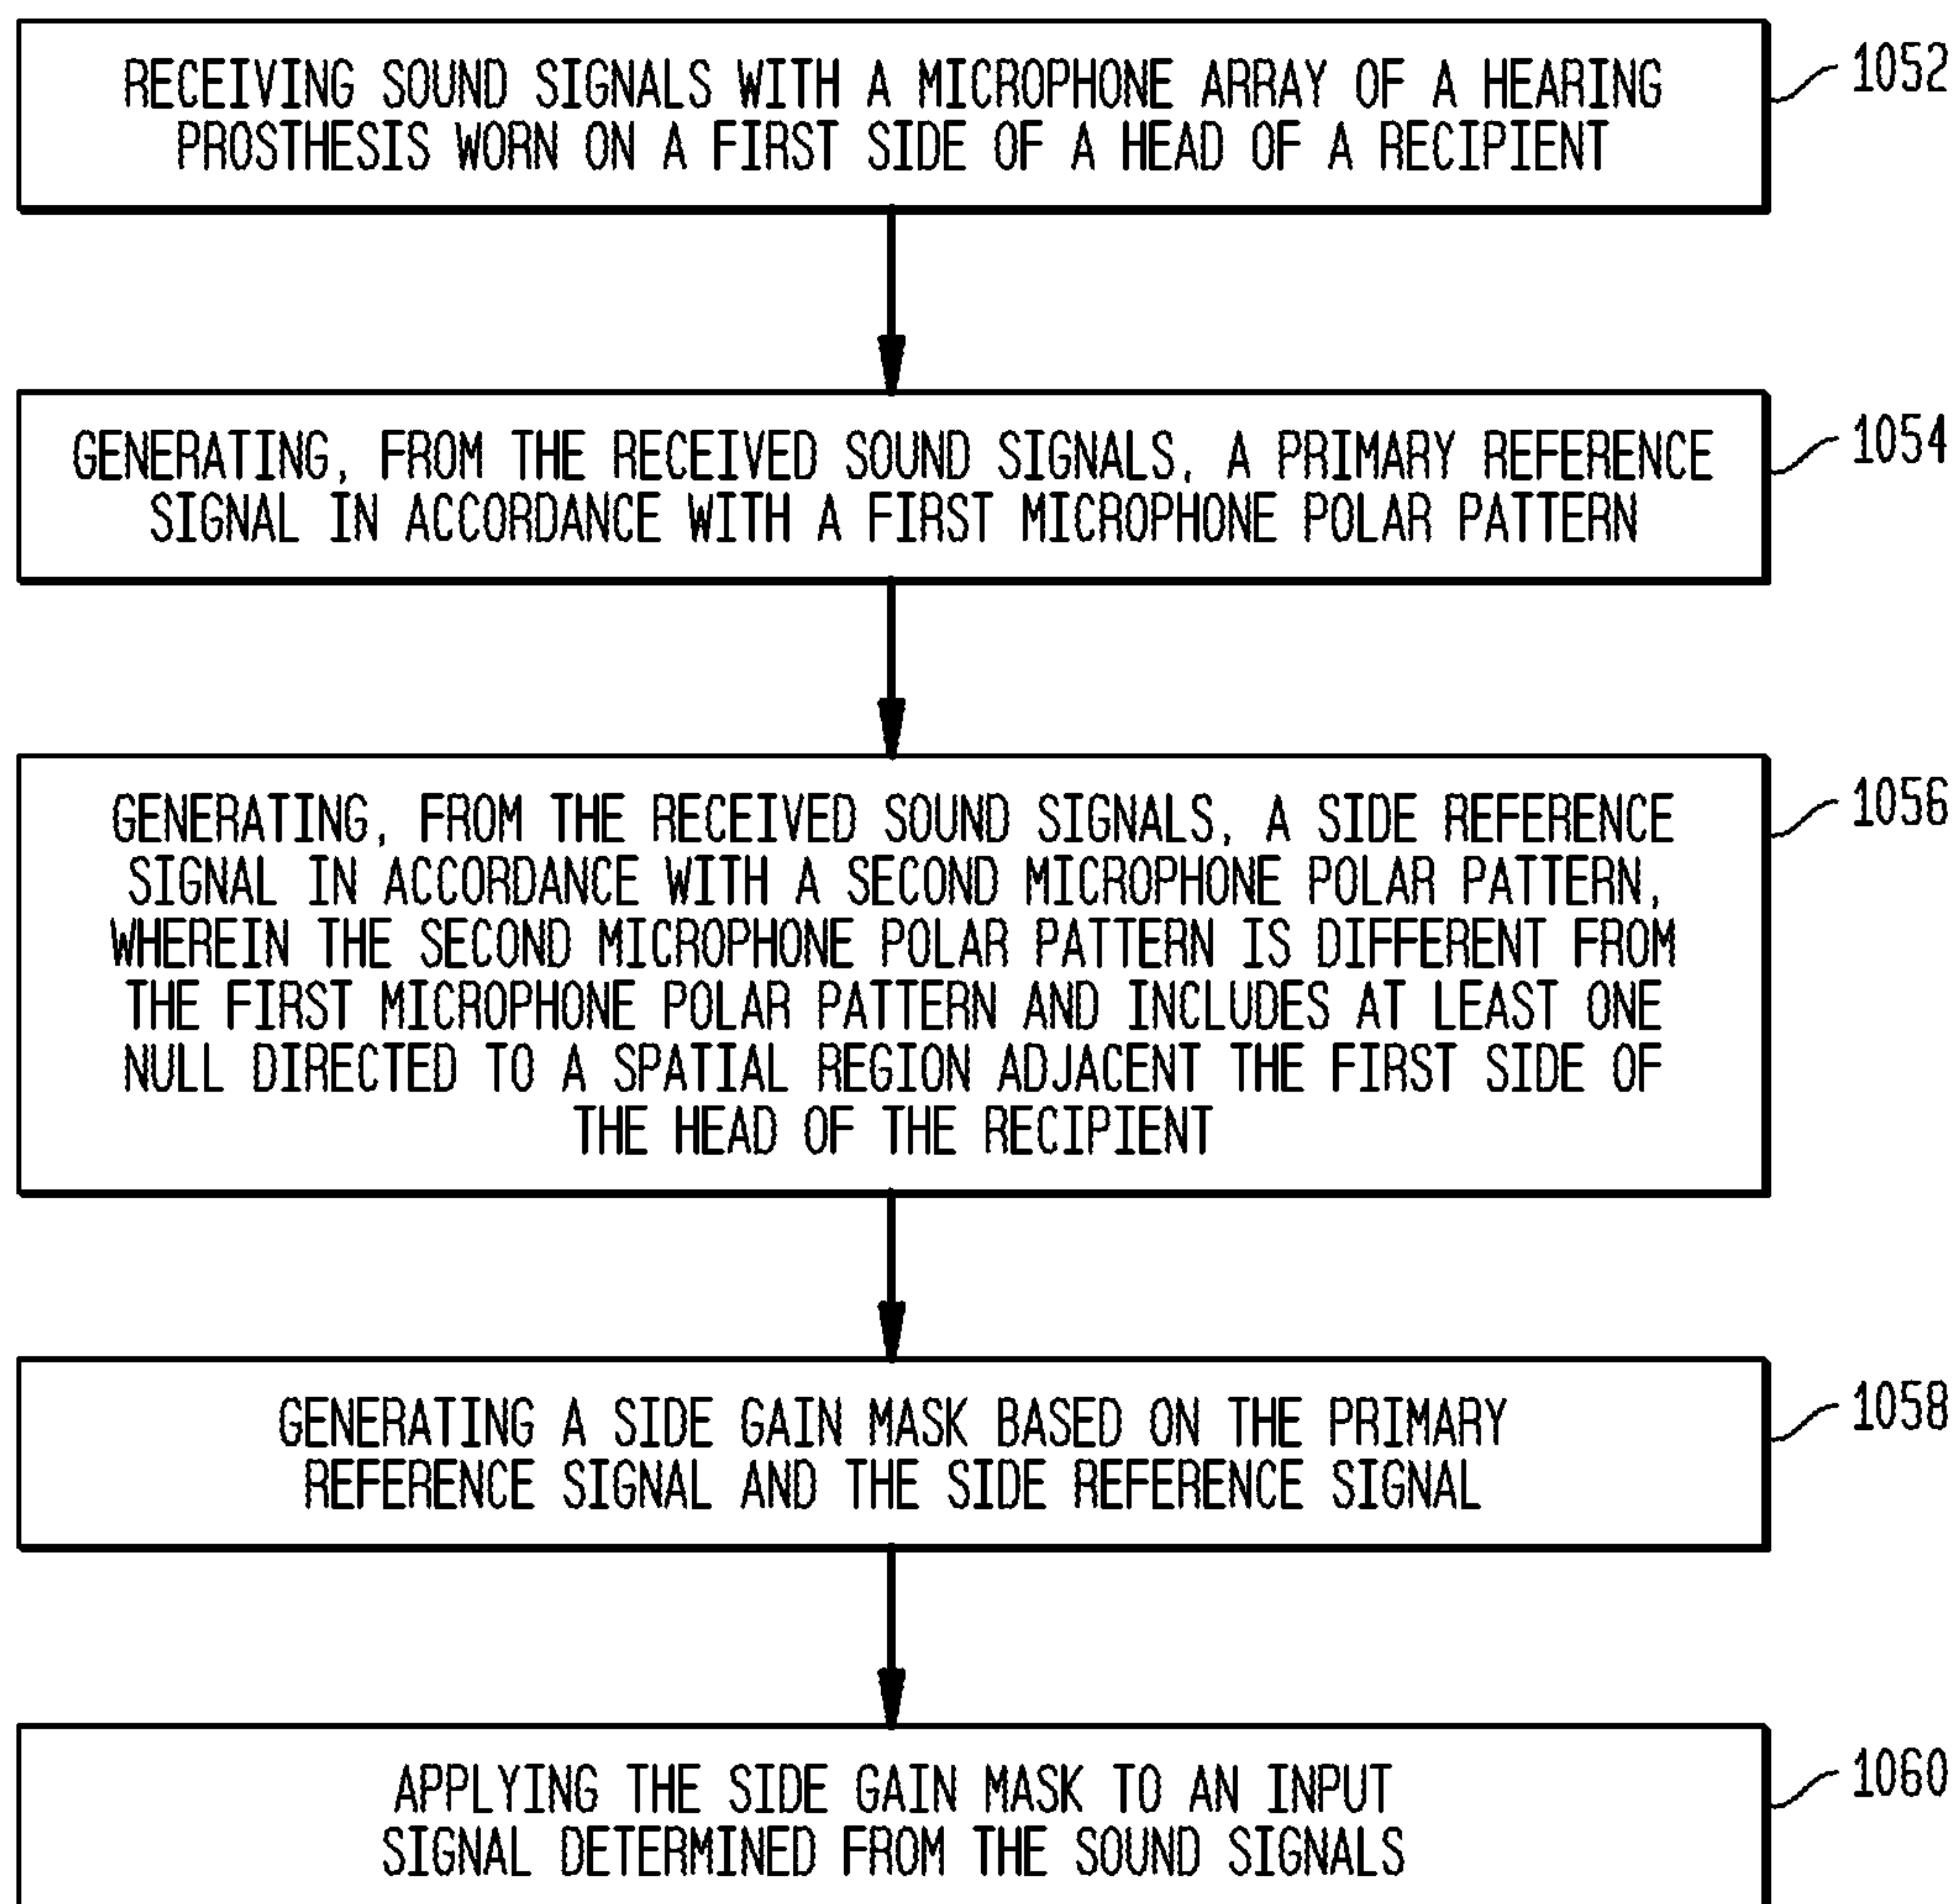 RECEIVING SOUND SIGNALS WITH A MICROPHONE ARRAY OF A HEARING
PROSTHESIS WORN ON A FIRST SIDE OF A HEAD OF A RECIPIENT
1052
GENERATING, FROM THE RECEIVED SOUND SIGNALS, A PRIMARY REFERENCE
SIGNAL IN ACCORDANCE WITH A FIRST MICROPHONE POLAR PATTERN
1054
GENERATING, FROM THE RECEIVED SOUND SIGNALS, A SIDE REFERENCE
SIGNAL IN ACCORDANCE WITH A SECOND MICROPHONE POLAR PATTERN,
WHEREIN THE SECOND MICROPHONE POLAR PATTERN IS DIFFERENT FROM
THE FIRST MICROPHONE POLAR PATTERN AND INCLUDES AT LEAST ONE
NULL DIRECTED TO A SPATIAL REGION ADJACENT THE FIRST SIDE OF
THE HEAD OF THE RECIPIENT
1056
GENERATING A SIDE GAIN MASK BASED ON THE PRIMARY
REFERENCE SIGNAL AND THE SIDE REFERENCE SIGNAL
1058
APPLYING THE SIDE GAIN MASK TO AN INPUT
SIGNAL DETERMINED FROM THE SOUND SIGNALS
1060